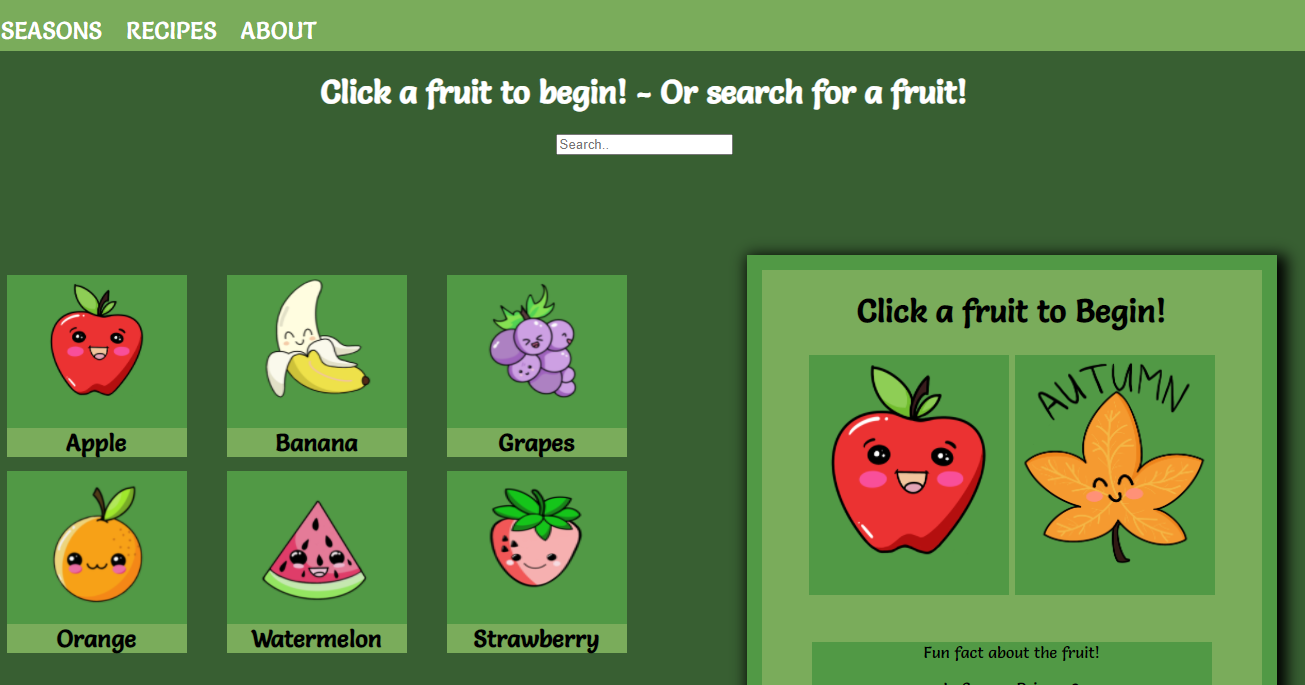 SEASONS RECIPES ABOUT
Click a fruit to begin! ~ Or search for a fruit!
Search..
Apple Banana Grapes
Orange Watermelon Strawberry
Click a fruit to Begin!
AUTUMN
Fun fact about the fruit!